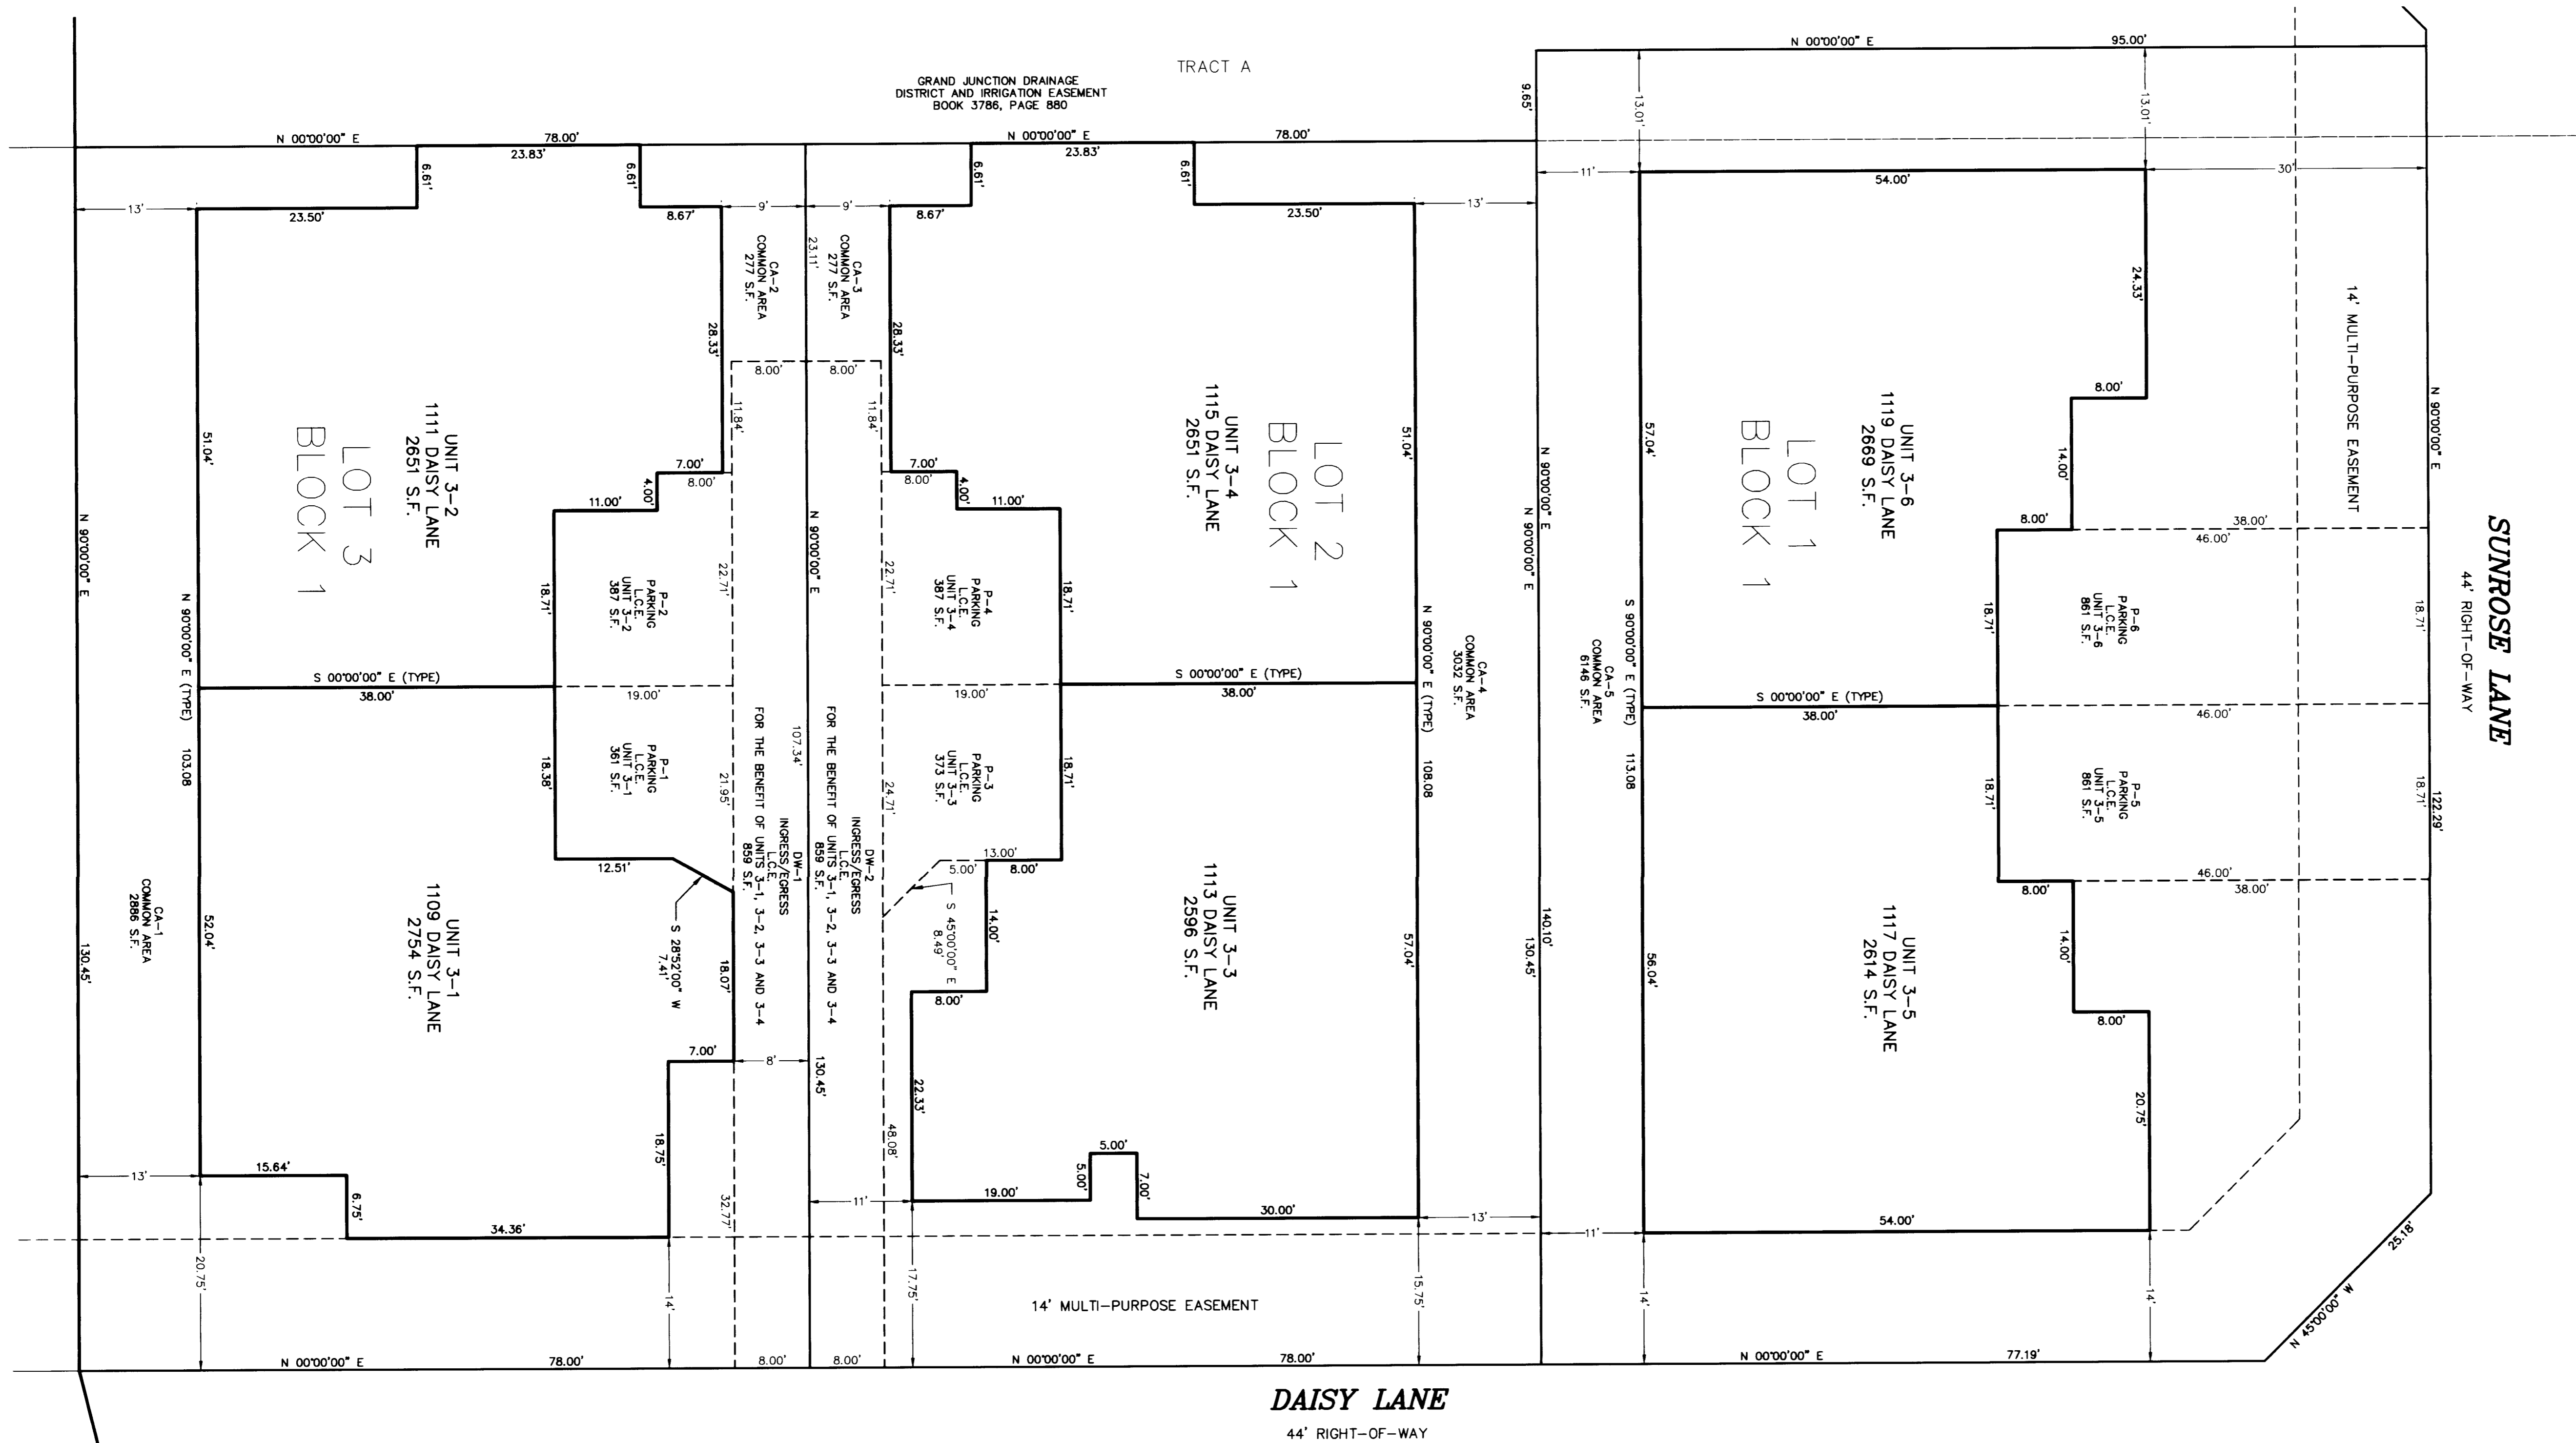 TRACT A
GRAND JUNCTION DRAINAGE
DISTRICT AND IRRIGATION EASEMENT
BOOK 3786, PAGE 880
N 00°00'00" E
95.00'
9.65'
13.01'
13.01'
N 00°00'00" E
78.00'
N 00°00'00" E
78.00'
23.83'
6.61'
6.61'
23.83'
6.61'
6.61'
11'
54.00'
30'
13'
23.50'
8.67'
9'
9'
8.67'
23.50'
13'
CA-2
COMMON AREA
277 S.F.
23.11'
CA-3
COMMON AREA
277 S.F.
28.33'
28.33'
24.33'
8.00'
8.00'
8.00'
11.84'
11.84'
14' MULTI-PURPOSE EASEMENT
N 90°00'00" E
UNIT 3-2
1111 DAISY LANE
2651 S.F.
LOT 3
BLOCK 1
51.04'
7.00'
8.00'
4.00'
11.00'
7.00'
8.00'
4.00'
11.00'
UNIT 3-4
1115 DAISY LANE
2651 S.F.
LOT 2
BLOCK 1
51.04'
57.04'
UNIT 3-6
1119 DAISY LANE
2669 S.F.
LOT 1
BLOCK 1
14.00'
8.00'
38.00'
46.00'
SUNROSE LANE
44' RIGHT-OF-WAY
N 90°00'00" E
N 90°00'00" E (TYPE)
103.08
18.71'
P-2
PARKING
L.C.E.
UNIT 3-2
387 S.F.
22.71'
N 90°00'00" E
22.71'
P-4
PARKING
L.C.E.
UNIT 3-4
387 S.F.
18.71'
N 90°00'00" E (TYPE)
108.08
CA-4
COMMON AREA
3032 S.F.
N 90°00'00" E
N 90°00'00" E
CA-5
COMMON AREA
6146 S.F.
S 90°00'00" E (TYPE)
113.08
18.71'
P-6
PARKING
L.C.E.
UNIT 3-6
861 S.F.
18.71'
S 00°00'00" E (TYPE)
38.00'
19.00'
19.00'
S 00°00'00" E (TYPE)
38.00'
S 00°00'00" E (TYPE)
38.00'
46.00'
18.38'
P-1
PARKING
L.C.E.
UNIT 3-1
361 S.F.
21.95'
107.34'
24.71'
P-3
PARKING
L.C.E.
UNIT 3-3
373 S.F.
18.71'
18.71'
P-5
PARKING
L.C.E.
UNIT 3-5
861 S.F.
18.71'
122.29'
DW-1
INGRESS/EGRESS
L.C.E.
FOR THE BENEFIT OF UNITS 3-1, 3-2, 3-3 AND 3-4
859 S.F.
DW-2
INGRESS/EGRESS
L.C.E.
FOR THE BENEFIT OF UNITS 3-1, 3-2, 3-3 AND 3-4
859 S.F.
12.51'
13.00'
5.00'
8.00'
46.00'
8.00'
38.00'
CA-1
COMMON AREA
2886 S.F.
130.45'
52.04'
UNIT 3-1
1109 DAISY LANE
2754 S.F.
S 28°52'00" W
7.41'
18.07'
S 45°00'00" E
8.49'
14.00'
8.00'
UNIT 3-3
1113 DAISY LANE
2596 S.F.
57.04'
140.10'
130.45'
56.04'
UNIT 3-5
1117 DAISY LANE
2614 S.F.
14.00'
8.00'
7.00'
8'
130.45'
22.33'
20.75'
18.75'
48.08'
5.00'
5.00'
7.00'
13'
15.64'
6.75'
34.36'
32.77'
11'
19.00'
30.00'
13'
11'
54.00'
25.18'
N 45°00'00" W
20.75'
14'
17.75'
15.75'
14'
14'
14' MULTI-PURPOSE EASEMENT
N 00°00'00" E
78.00'
8.00'
8.00'
N 00°00'00" E
78.00'
N 00°00'00" E
77.19'
DAISY LANE
44' RIGHT-OF-WAY